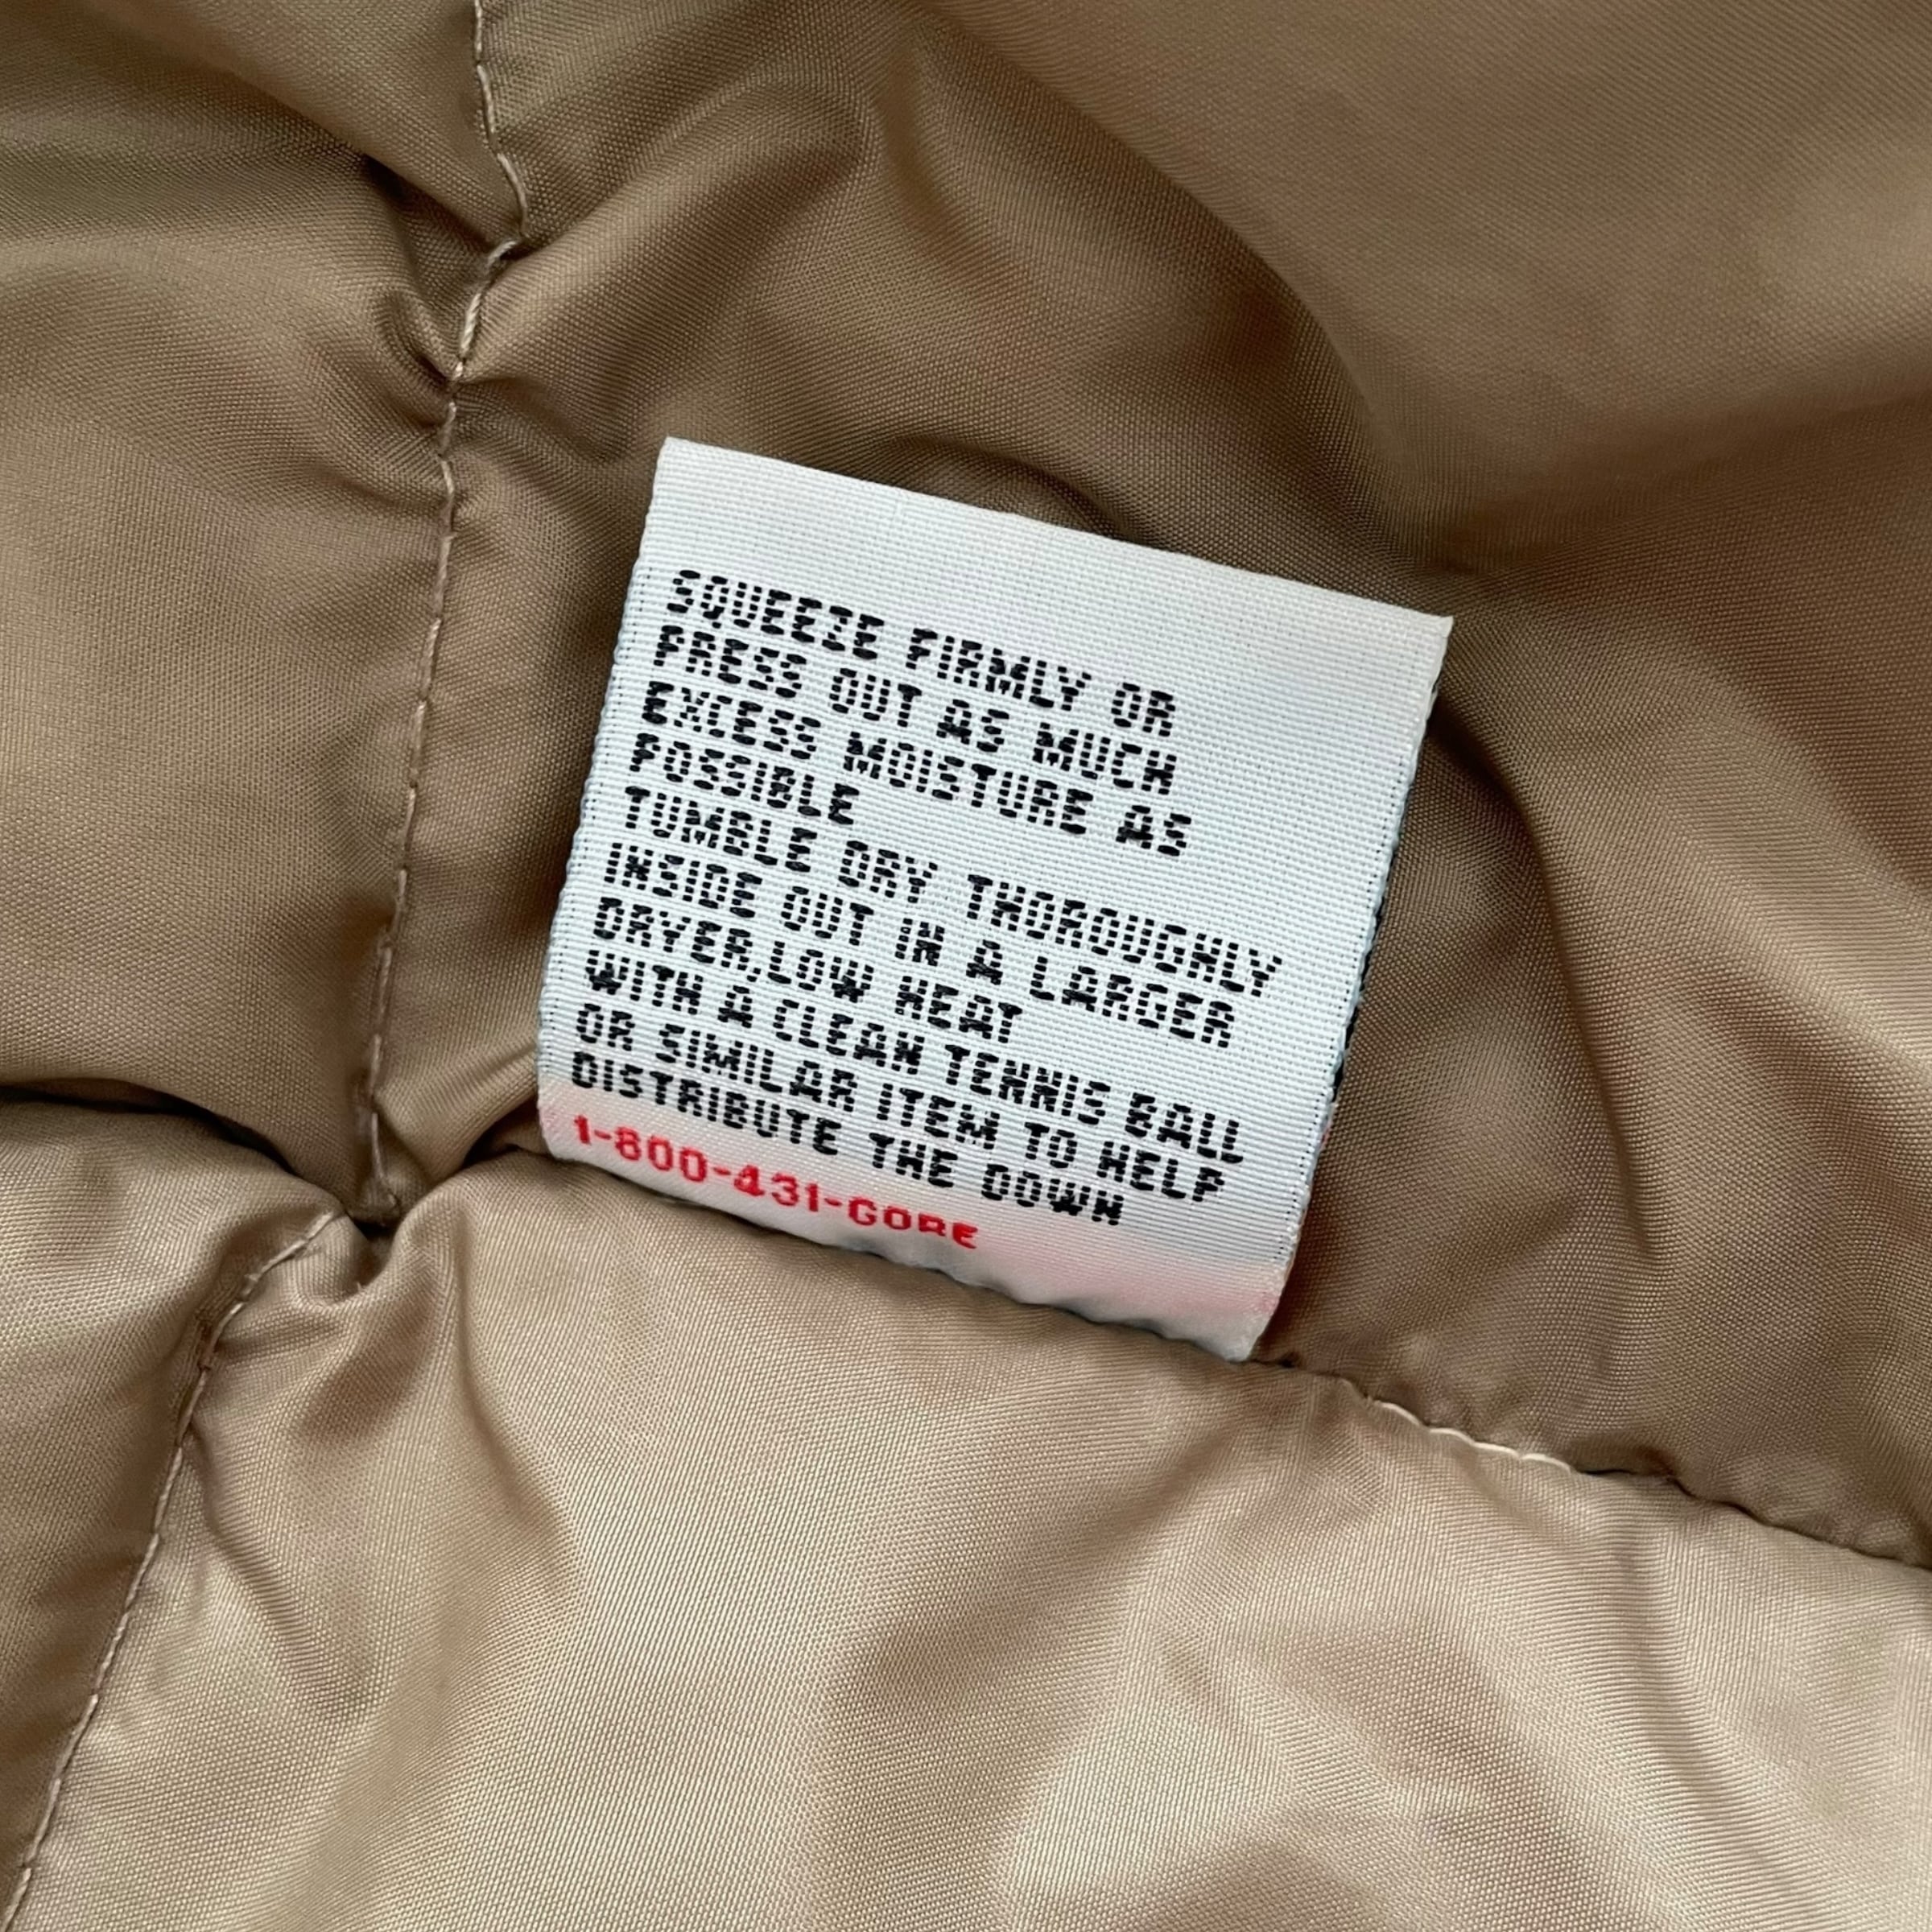 SQUEEZE FIRMLY OR
PRESS OUT AS MUCH
EXCESS MOISTURE AS
POSSIBLE
TUMBLE DRY THOROUGHLY
INSIDE OUT IN A LARGER
DRYER,LOW HEAT
WITH A CLEAN TENNIS BALL
OR SIMILAR ITEM TO HELP
DISTRIBUTE THE DOWN
1-800-431-GORE